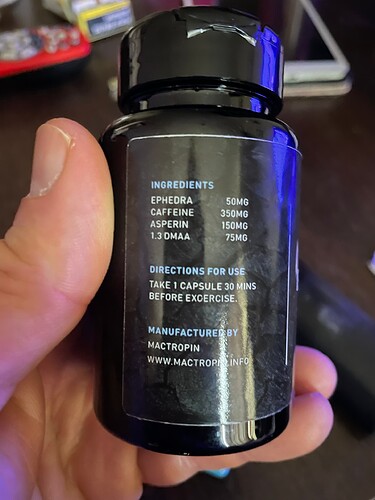 INGREDIENTS
EPHEDRA 50MG
CAFFEINE 350MG
ASPERIN 150MG
1.3 DMAA 75MG
DIRECTIONS FOR USE
TAKE 1 CAPSULE 30 MINS
BEFORE EXCERCISE.
MANUFACTURED BY
MACTROPIN
WWW.MACTROPIN.INFO